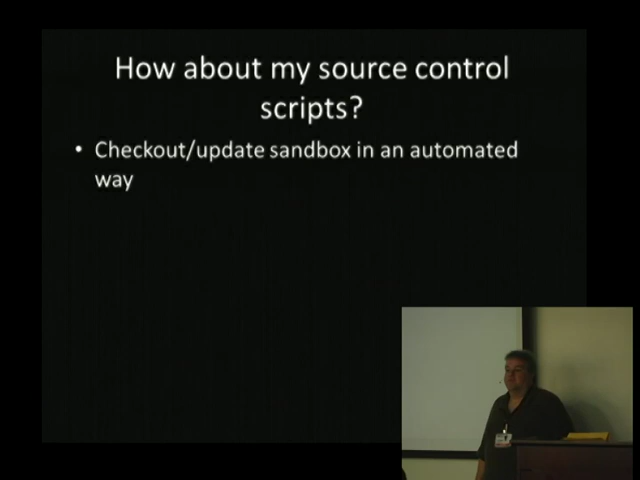 How about my source control
scripts?
• Checkout/update sandbox in an automated
way